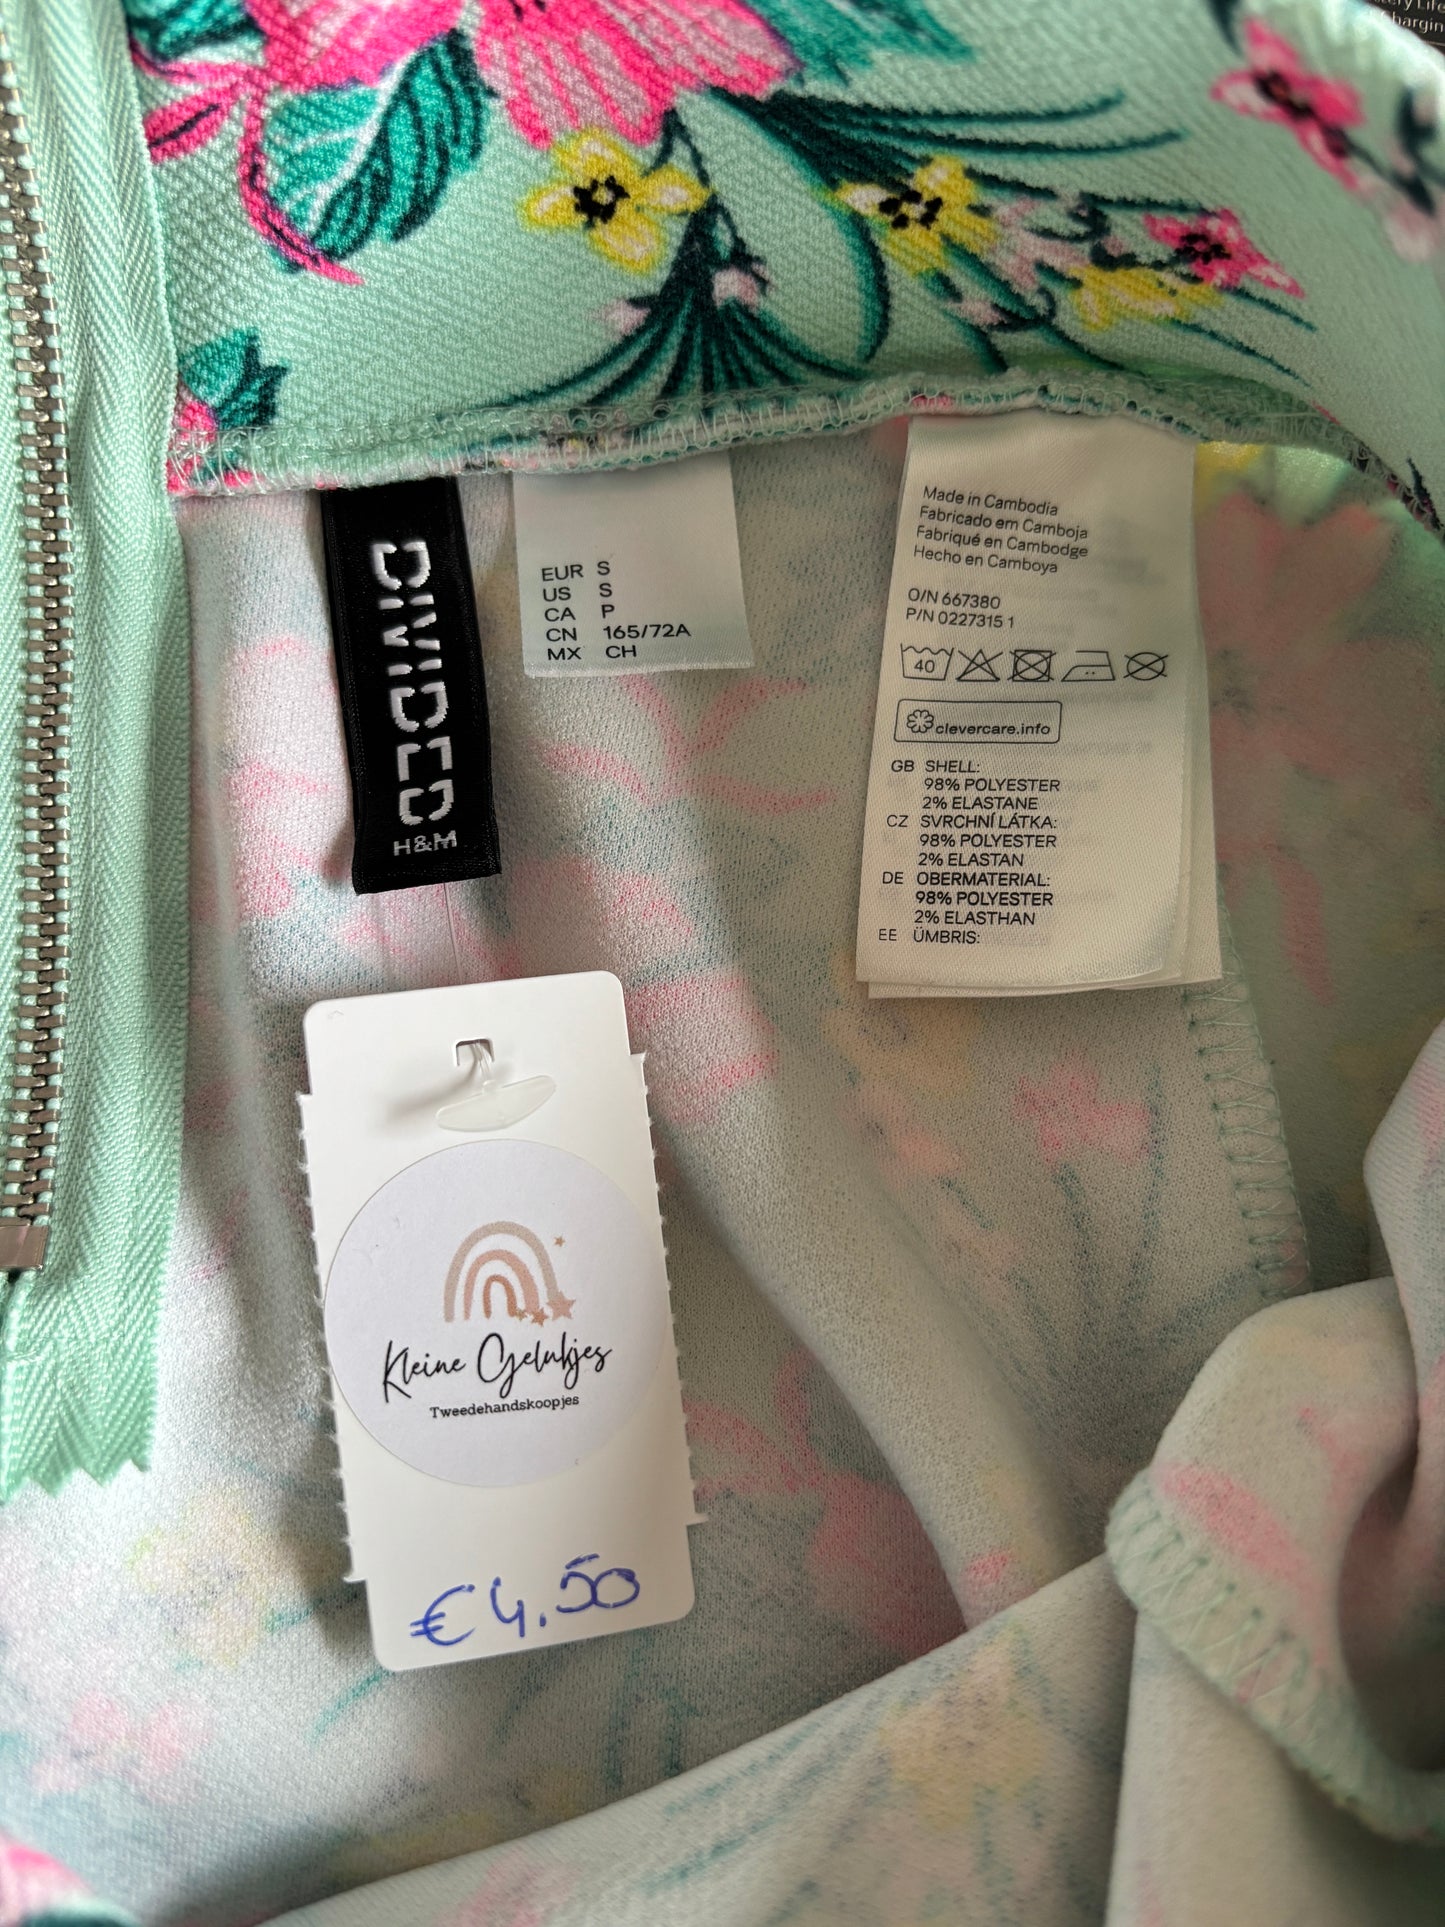 DIVIDED
H&M
EUR S
US S
CA P
CN 165/72A
MX CH
Made in Cambodia
Fabricado em Camboja
Fabriqué en Cambodge
Hecho en Camboya
O/N 667380
P/N 0227315 1
40
clevercare.info
GB SHELL:
98% POLYESTER
2% ELASTANE
CZ SVRCHNÍ LÁTKA:
98% POLYESTER
2% ELASTAN
DE OBERMATERIAL:
98% POLYESTER
2% ELASTHAN
EE ÜMBRIS:
Kleine Gelukjes
Tweedehandskoopjes
€4.50